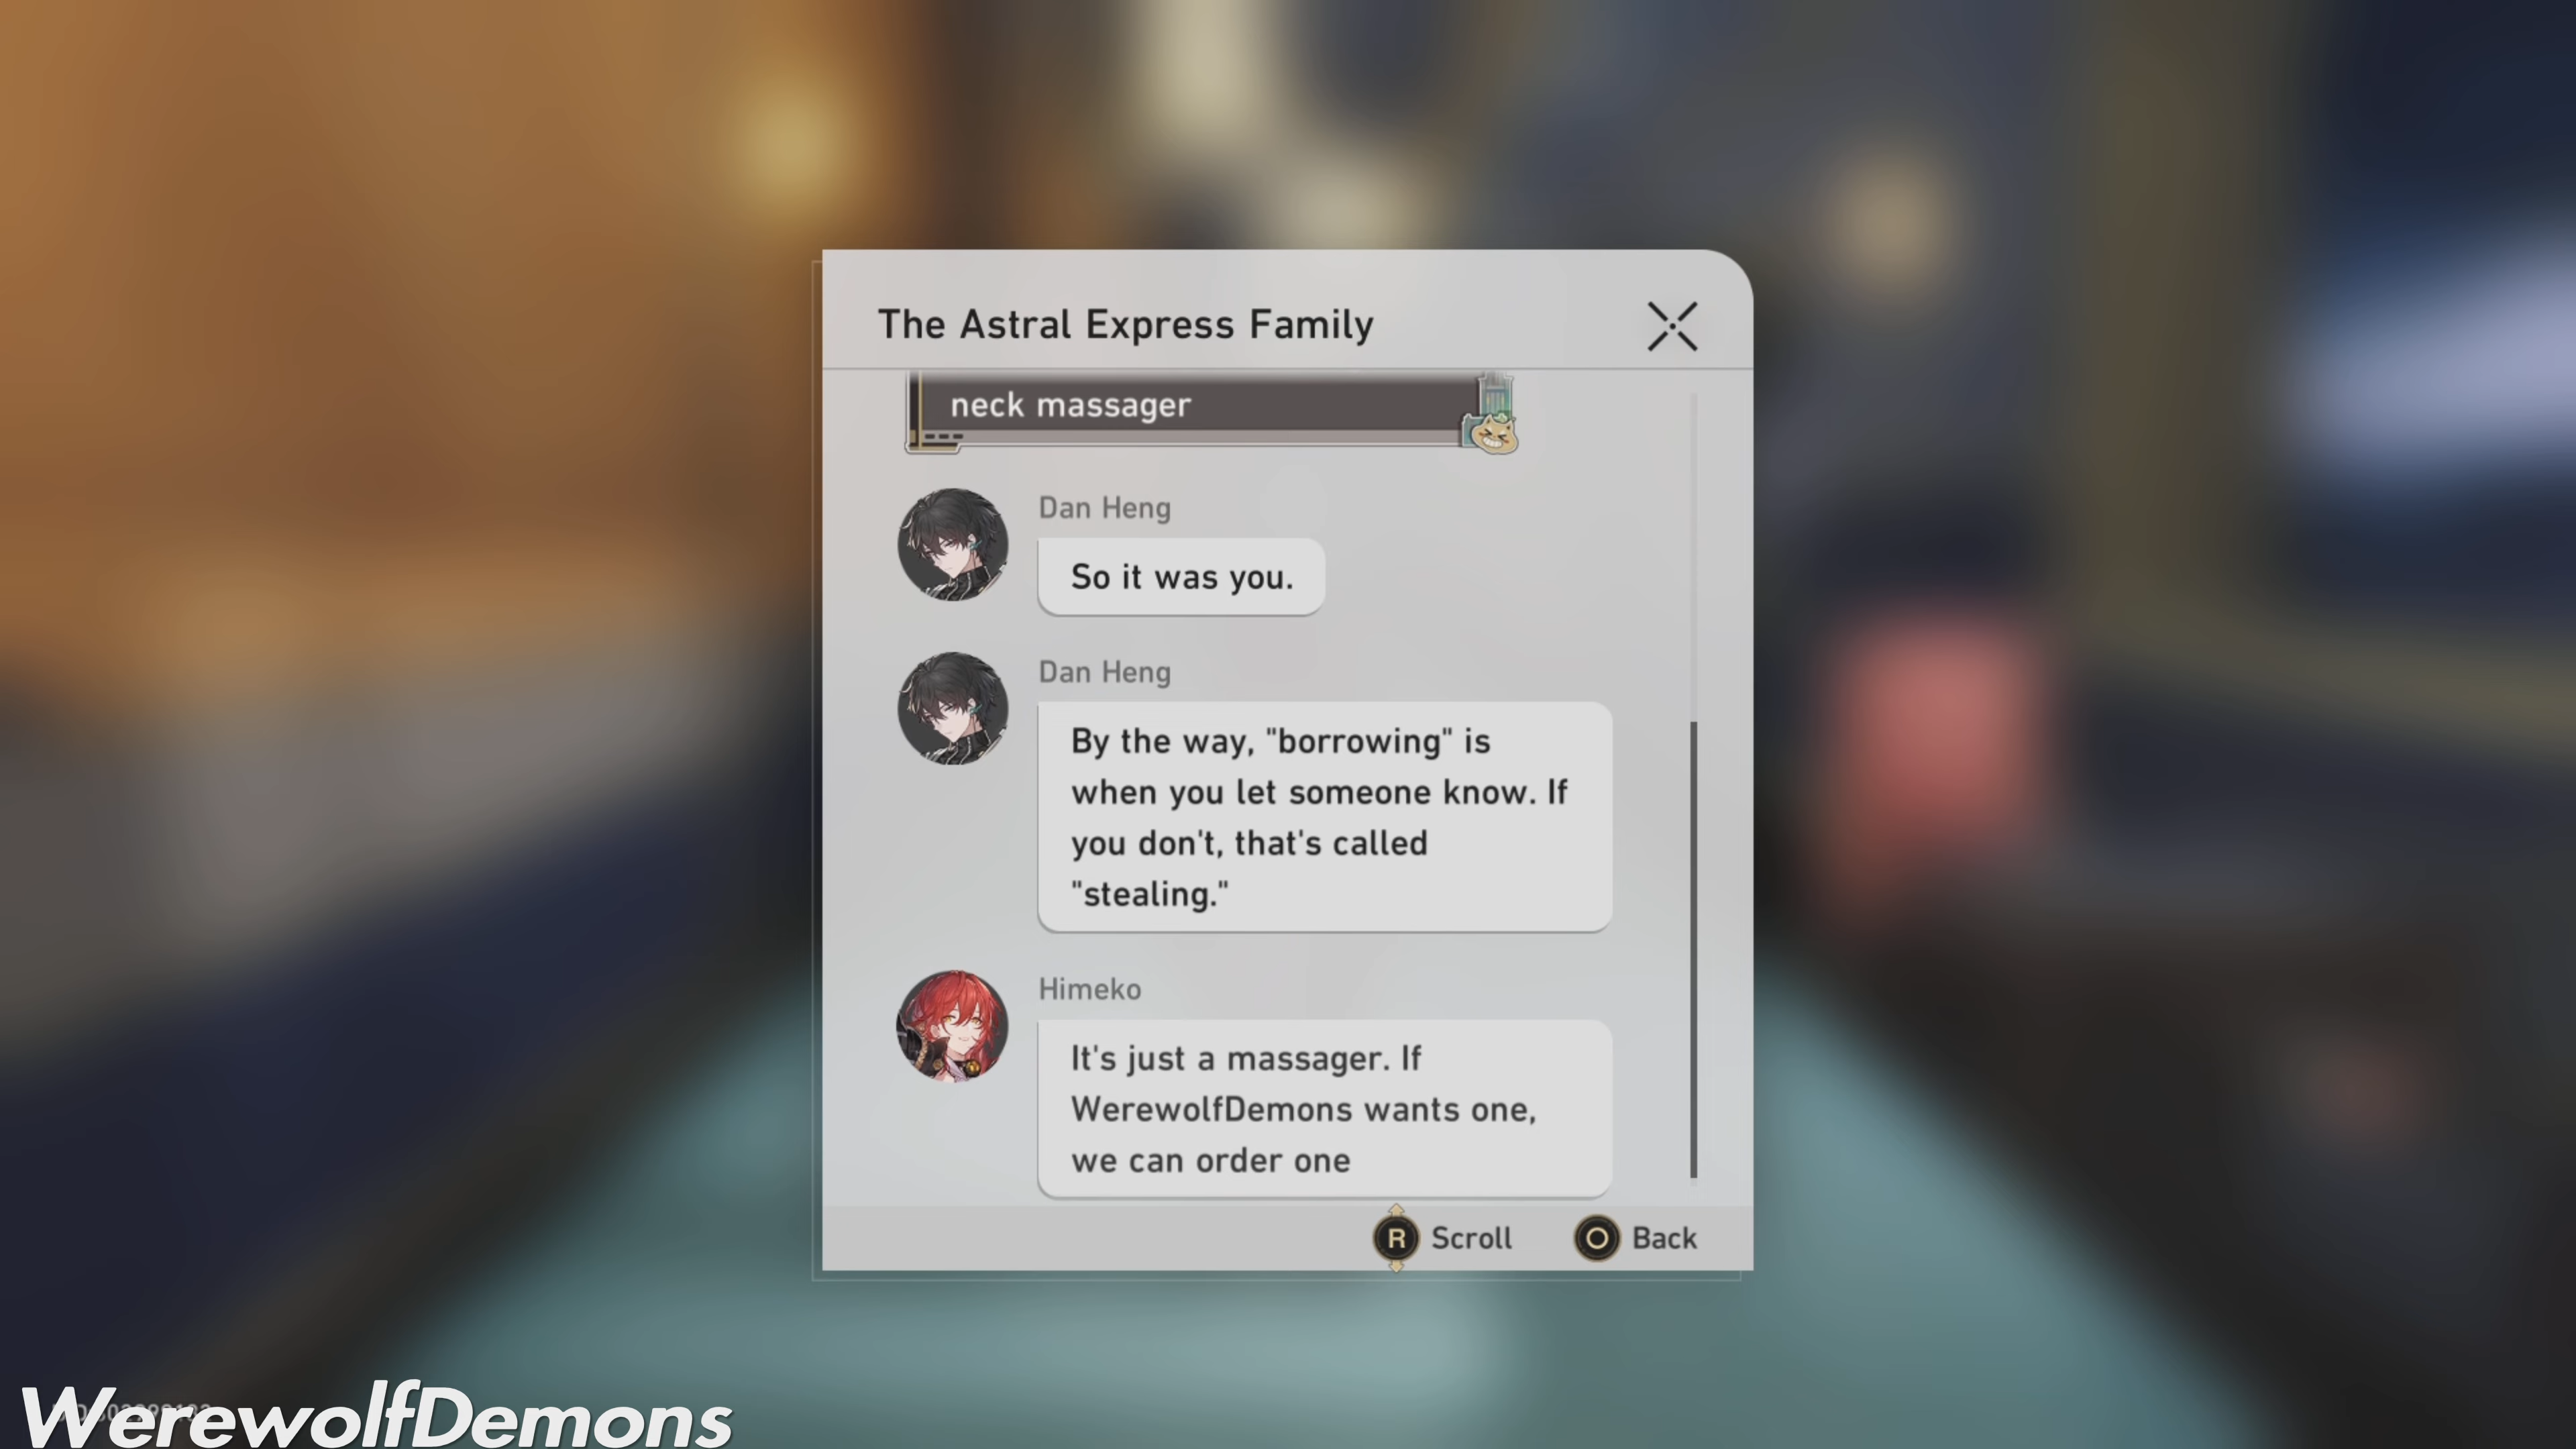 The Astral Express Family
neck massager
Dan Heng
So it was you.
Dan Heng
By the way, "borrowing" is
when you let someone know. If
you don't, that's called
"stealing."
Himeko
It's just a massager. If
WerewolfDemons wants one,
we can order one
R Scroll
Back
WerewolfDemons